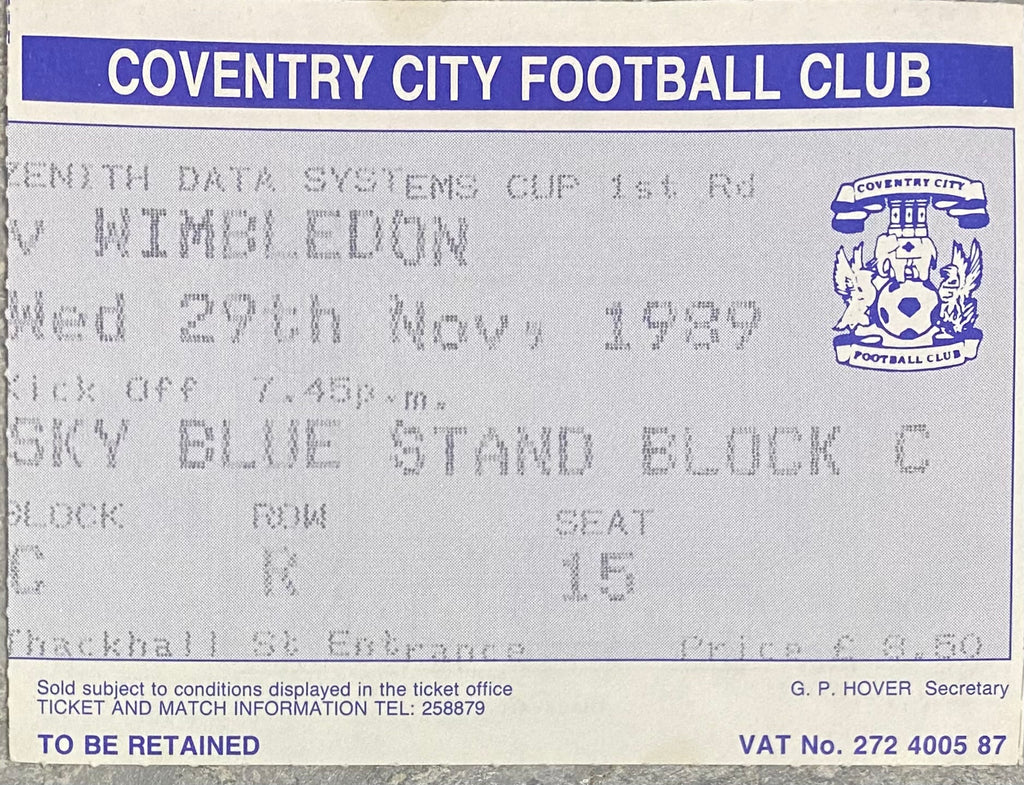 COVENTRY CITY FOOTBALL CLUB
ZENITH DATA SYSTEMS CUP 1st Rd
v WIMBLEDON
Wed 29th Nov, 1989
Kick Off 7.45p.m.
SKY BLUE STAND BLOCK C
BLOCK ROW SEAT
C R 15
Thackhall St Entrance Price £ 8.50
COVENTRY CITY
FOOTBALL CLUB
Sold subject to conditions displayed in the ticket office
TICKET AND MATCH INFORMATION TEL: 258879
G. P. HOVER Secretary
TO BE RETAINED
VAT No. 272 4005 87